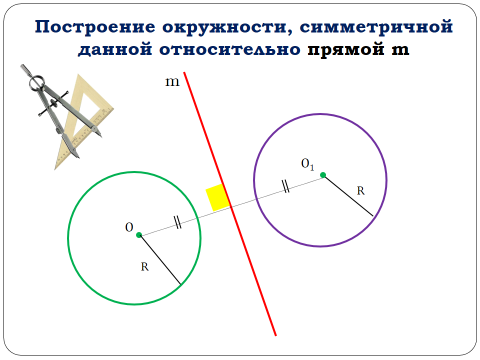 Построение окружности, симметричной
данной относительно прямой m
m
O₁
R
O
R